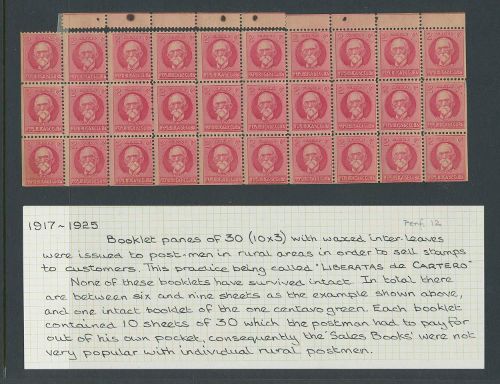 REPUBLICA DE CUBA
1917~1925
Perf. 12
Booklet panes of 30 (10x3) with waxed inter-leaves
were issued to post-men in rural areas in order to sell stamps
to customers. This practice being called "LIBERATAS de CARTERO"
None of these booklets have survived intact. In total there
are between six and nine sheets as the example shown above,
and one intact booklet of the one centavo green. Each booklet
contained 10 sheets of 30 which the postman had to pay for
out of his own pocket, consequently the 'Sales Books' were not
very popular with individual rural postmen.